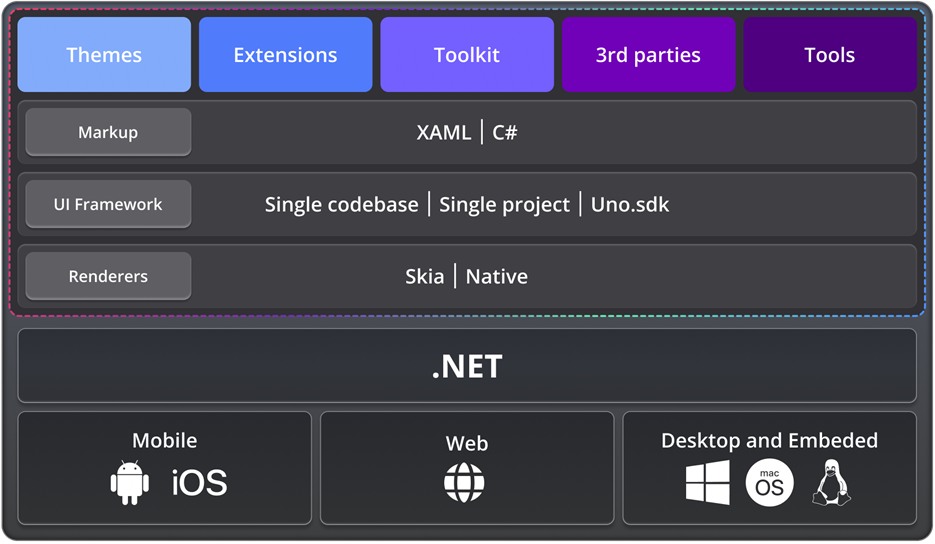 Themes
Extensions
Toolkit
3rd parties
Tools
Markup
XAML | C#
UI Framework
Single codebase | Single project | Uno.sdk
Renderers
Skia | Native
.NET
Mobile
iOS
Web
Desktop and Embeded
mac
OS